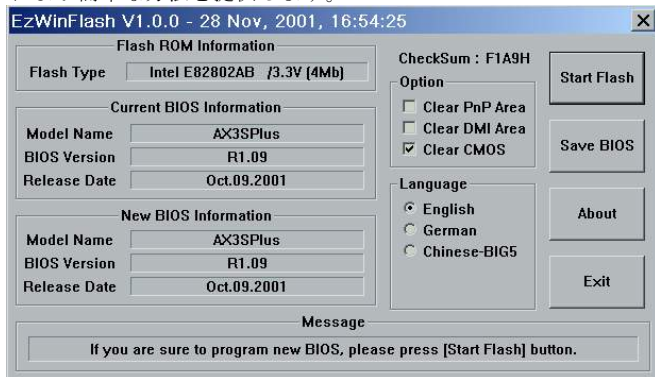 EzWinFlash V1.0.0 - 28 Nov, 2001, 16:54:25
Flash ROM Information
Flash Type Intel E82802AB /3.3V (4Mb)
Current BIOS Information
Model Name AX3SPlus
BIOS Version R1.09
Release Date Oct.09.2001
New BIOS Information
Model Name AX3SPlus
BIOS Version R1.09
Release Date Oct.09.2001
CheckSum : F1A9H
Option
Clear PnP Area
Clear DMI Area
Clear CMOS
Language
English
German
Chinese-BIG5
Start Flash
Save BIOS
About
Exit
Message
If you are sure to program new BIOS, please press [Start Flash] button.